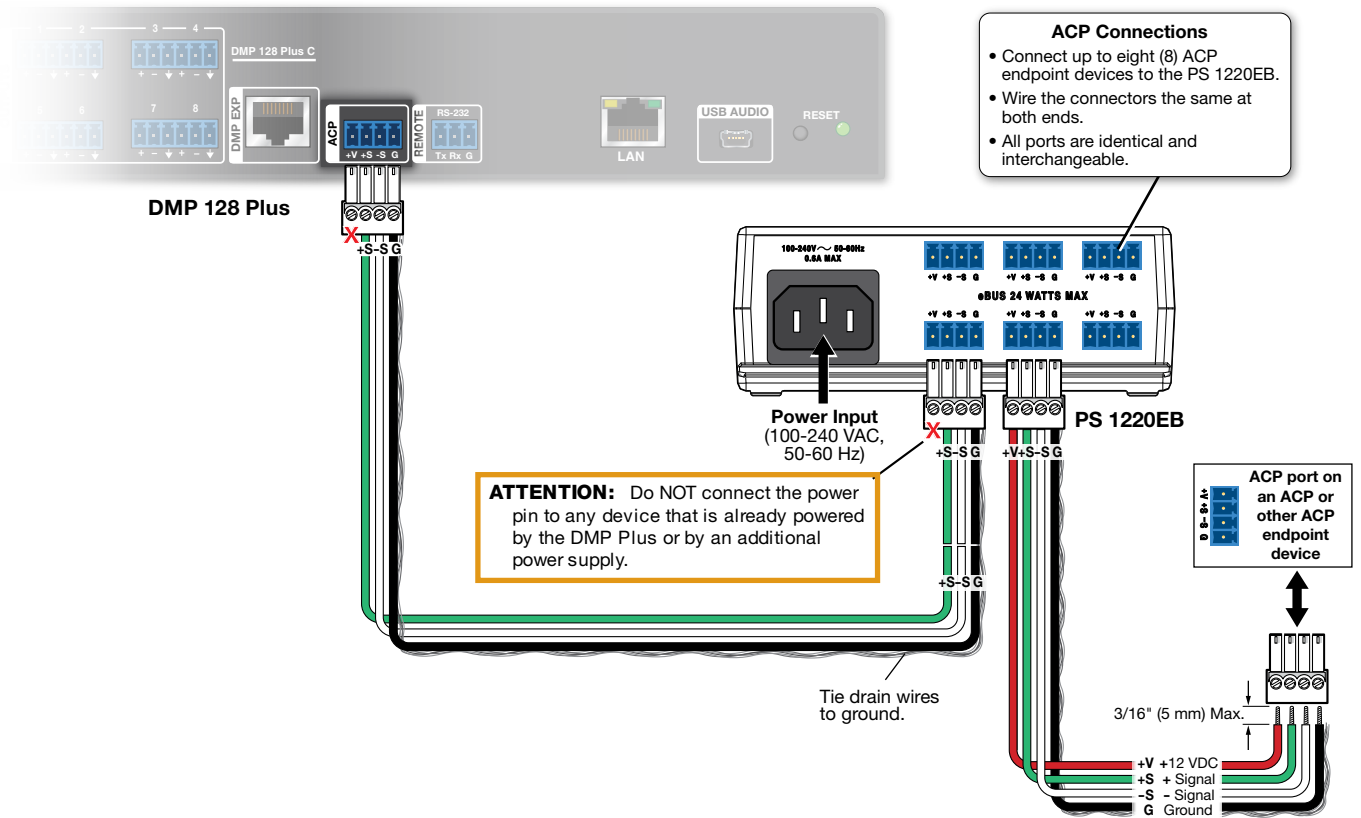 1 2 3 4
DMP 128 Plus C
+ – + –
5 6 7 8
+ – + –
DMP EXP
ACP
+V +S -S G
REMOTE
RS-232
Tx Rx G
LAN
USB AUDIO
RESET
ACP Connections
• Connect up to eight (8) ACP
endpoint devices to the PS 1220EB.
• Wire the connectors the same at
both ends.
• All ports are identical and
interchangeable.
DMP 128 Plus
X
+S–S G
100-240V ~ 50-60Hz
0.6A MAX
+V +S –S G
+V +S –S G
+V +S –S G
eBUS 24 WATTS MAX
+V +S –S G
+V +S –S G
+V +S –S G
Power Input
(100-240 VAC,
50-60 Hz)
X
PS 1220EB
+S–S G
+V+S–S G
ATTENTION: Do NOT connect the power
pin to any device that is already powered
by the DMP Plus or by an additional
power supply.
+S–S G
ACP port on
an ACP or
other ACP
endpoint
device
+V +S –S G
Tie drain wires
to ground.
3/16" (5 mm) Max.
+V +12 VDC
+S + Signal
–S – Signal
G Ground